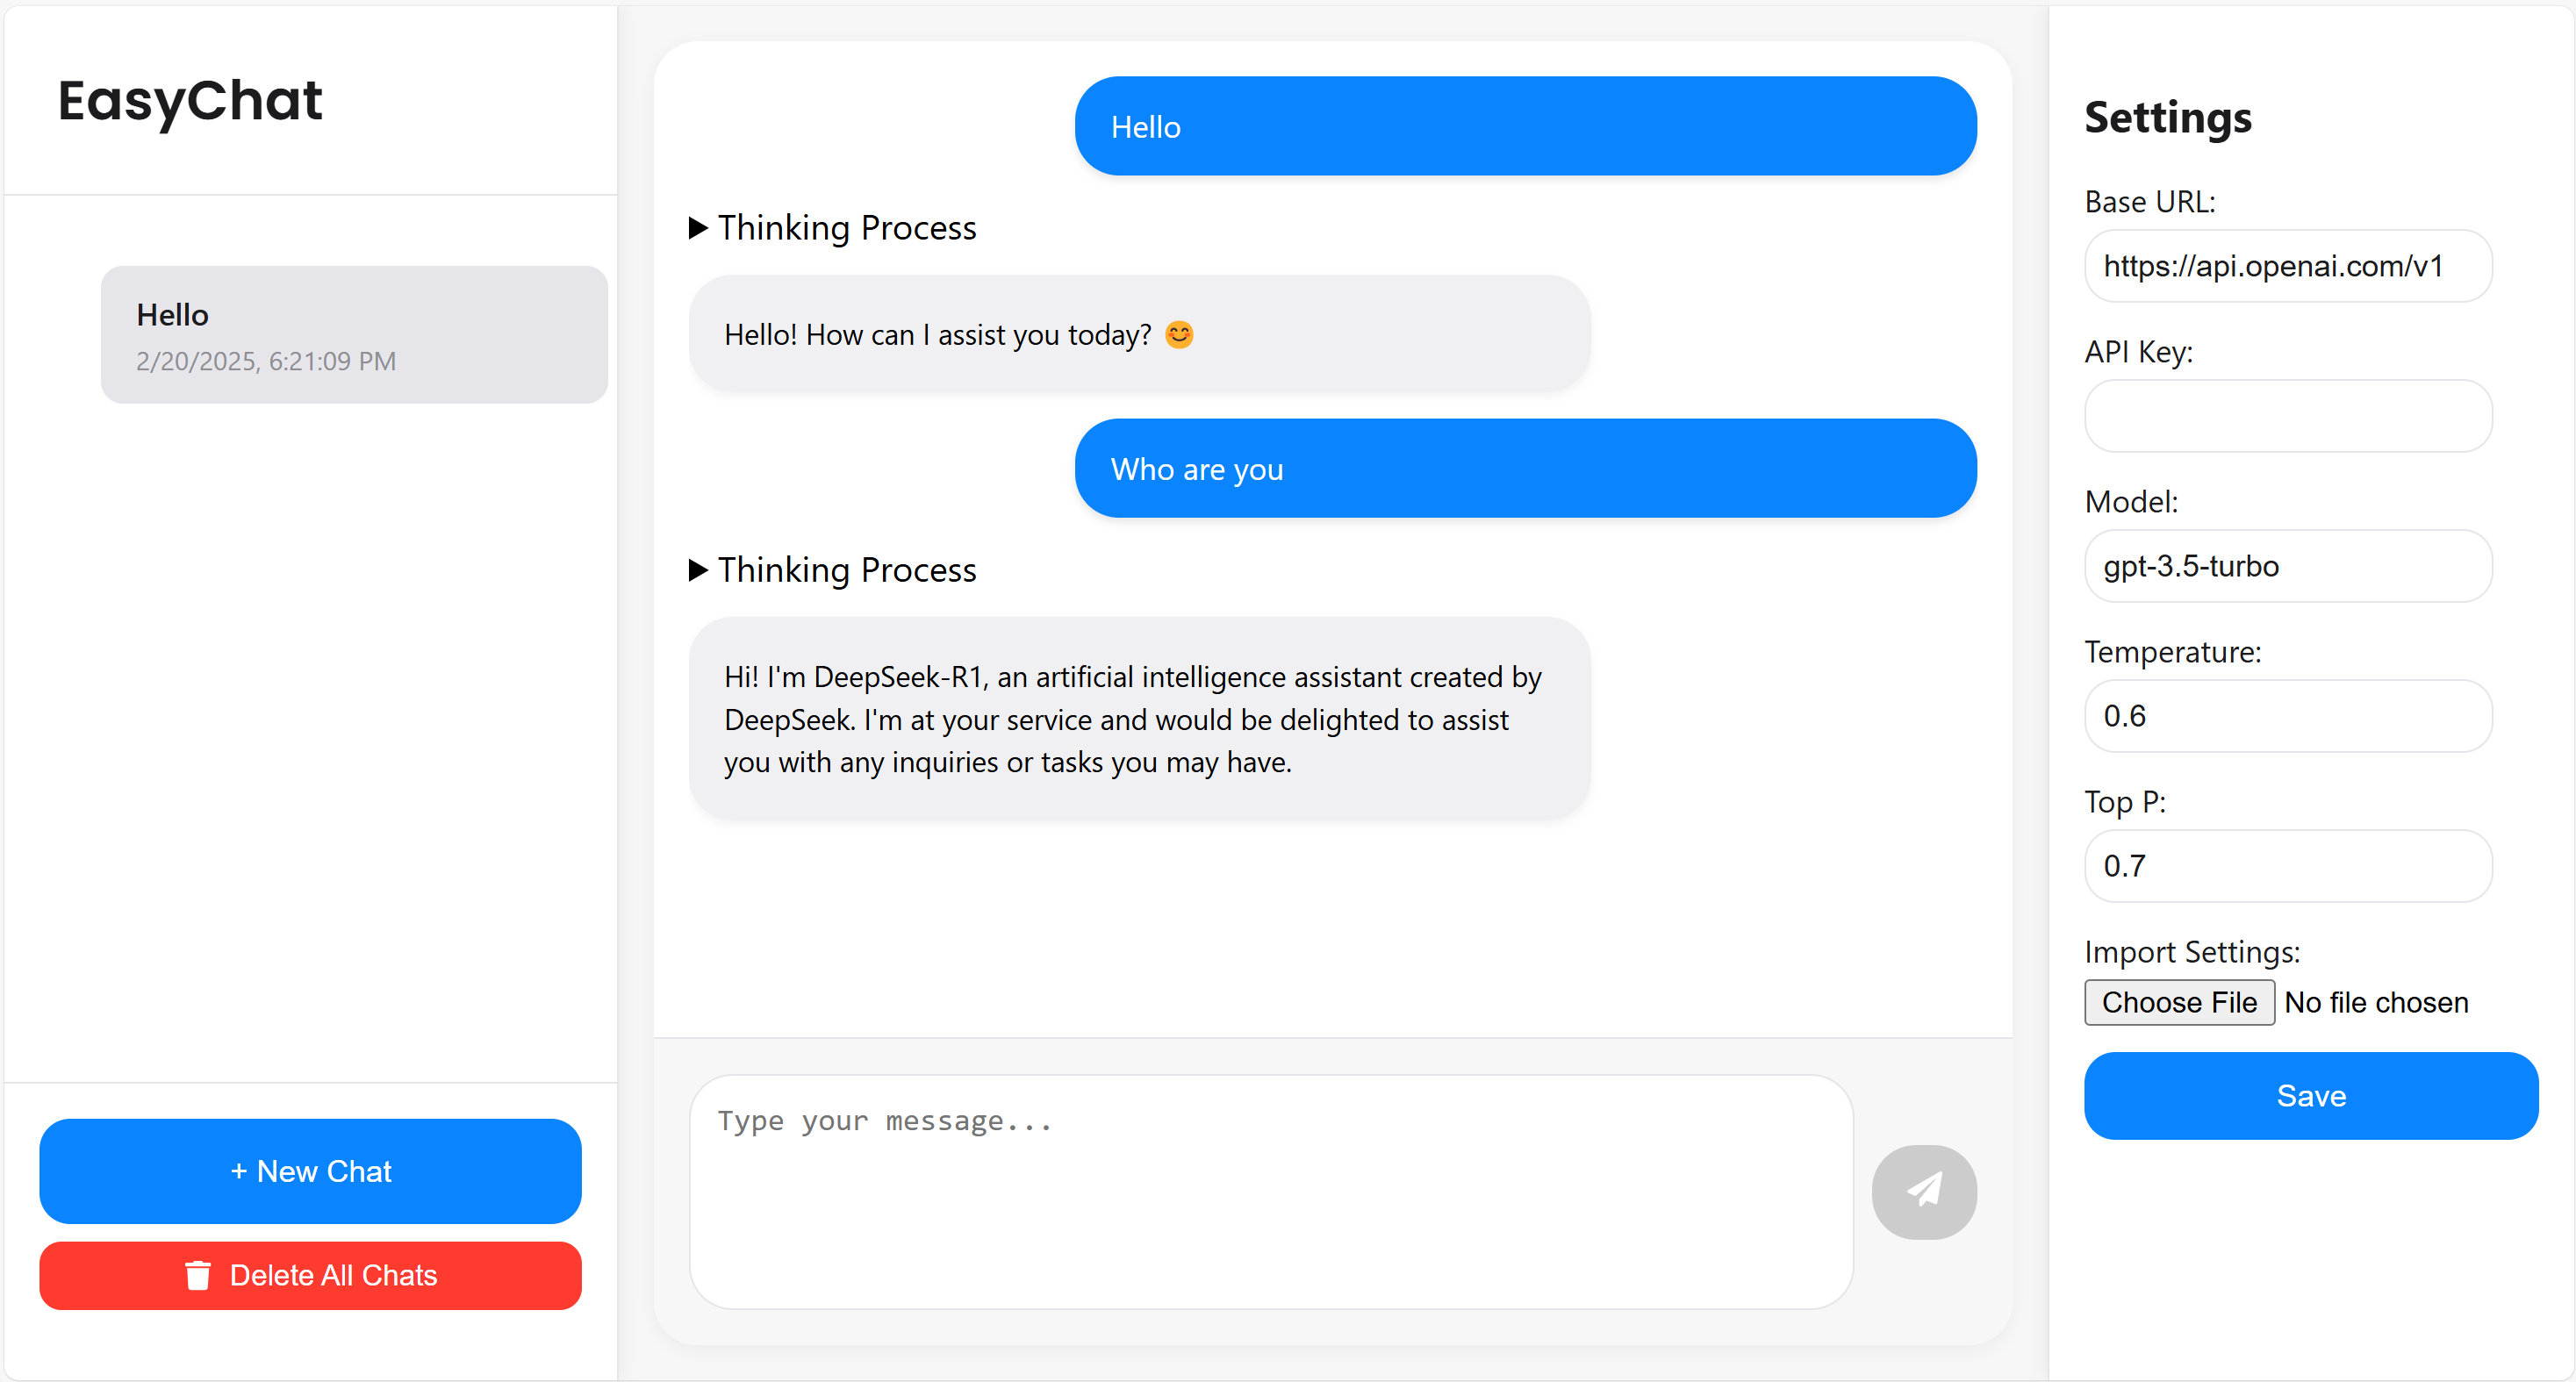 EasyChat
Hello
2/20/2025, 6:21:09 PM
+ New Chat
Delete All Chats
Hello
Thinking Process
Hello! How can I assist you today? 😊
Who are you
Thinking Process
Hi! I'm DeepSeek-R1, an artificial intelligence assistant created by
DeepSeek. I'm at your service and would be delighted to assist
you with any inquiries or tasks you may have.
Type your message...
Settings
Base URL:
https://api.openai.com/v1
API Key:
Model:
gpt-3.5-turbo
Temperature:
0.6
Top P:
0.7
Import Settings:
Choose File No file chosen
Save